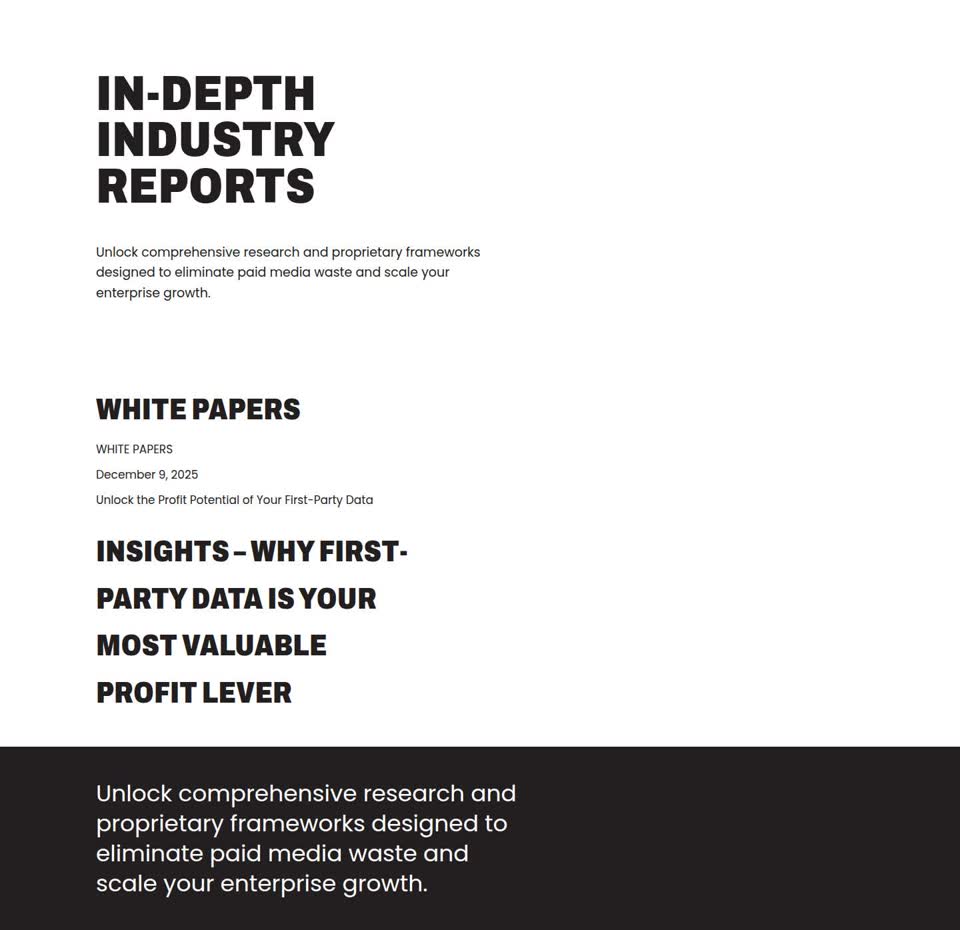 IN-DEPTH
INDUSTRY
REPORTS
Unlock comprehensive research and proprietary frameworks
designed to eliminate paid media waste and scale your
enterprise growth.
WHITE PAPERS
WHITE PAPERS
December 9, 2025
Unlock the Profit Potential of Your First-Party Data
INSIGHTS – WHY FIRST-
PARTY DATA IS YOUR
MOST VALUABLE
PROFIT LEVER
Unlock comprehensive research and
proprietary frameworks designed to
eliminate paid media waste and
scale your enterprise growth.